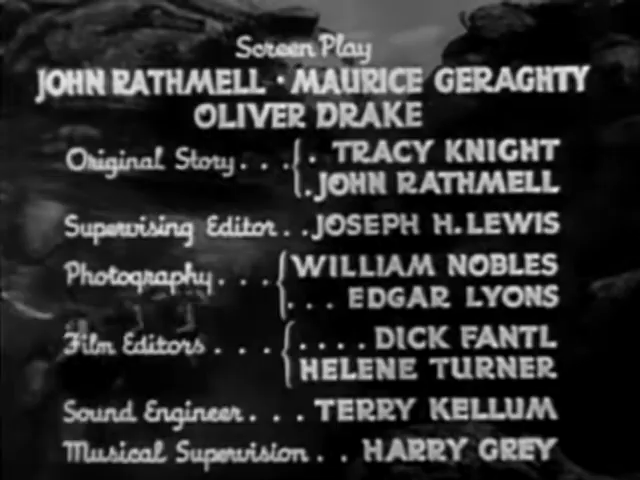 Screen Play
JOHN RATHMELL · MAURICE GERAGHTY
OLIVER DRAKE
Original Story . . . { . TRACY KNIGHT
. JOHN RATHMELL
Supervising Editor . . JOSEPH H. LEWIS
Photography . . . { WILLIAM NOBLES
. . . EDGAR LYONS
Film Editors . . . { . . . . DICK FANTL
HELENE TURNER
Sound Engineer . . . TERRY KELLUM
Musical Supervision . . HARRY GREY